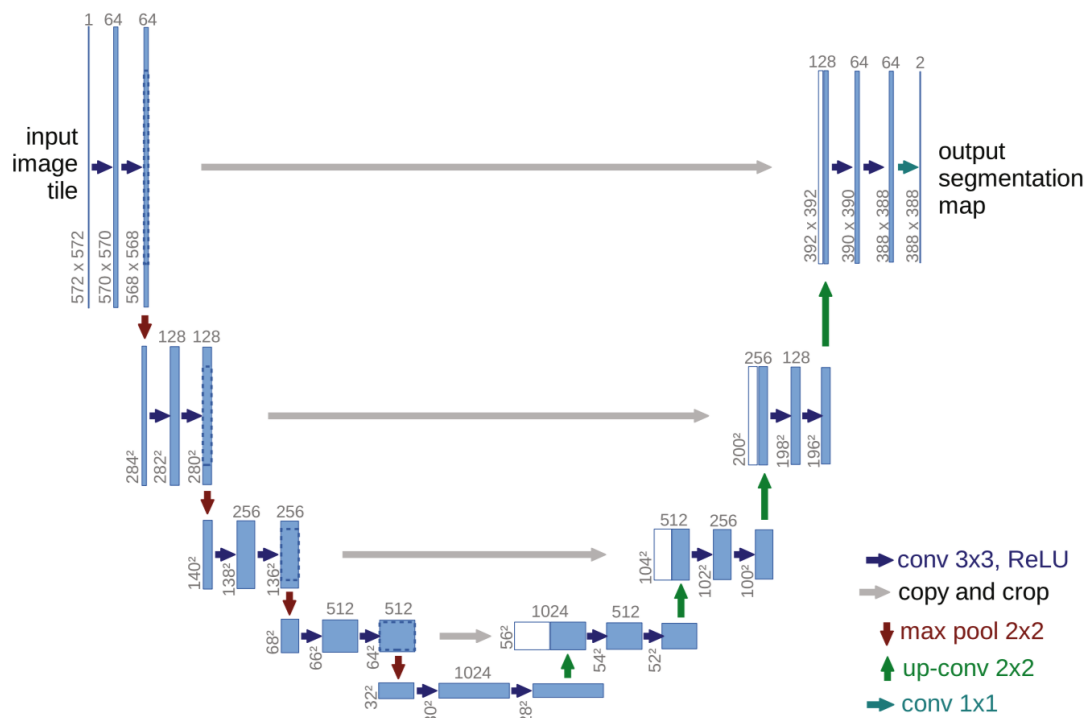 1 64 64
128 64 64 2
input
image
tile
output
segmentation
map
572 x 572
570 x 570
568 x 568
392 x 392
390 x 390
388 x 388
388 x 388
128 128
256 128
284²
282²
280²
200²
198²
196²
256 256
512 256
140²
138²
136²
104²
102²
100²
512 512
1024 512
68²
66²
64²
56²
54²
52²
1024
32²
conv 3x3, ReLU
copy and crop
max pool 2x2
up-conv 2x2
conv 1x1